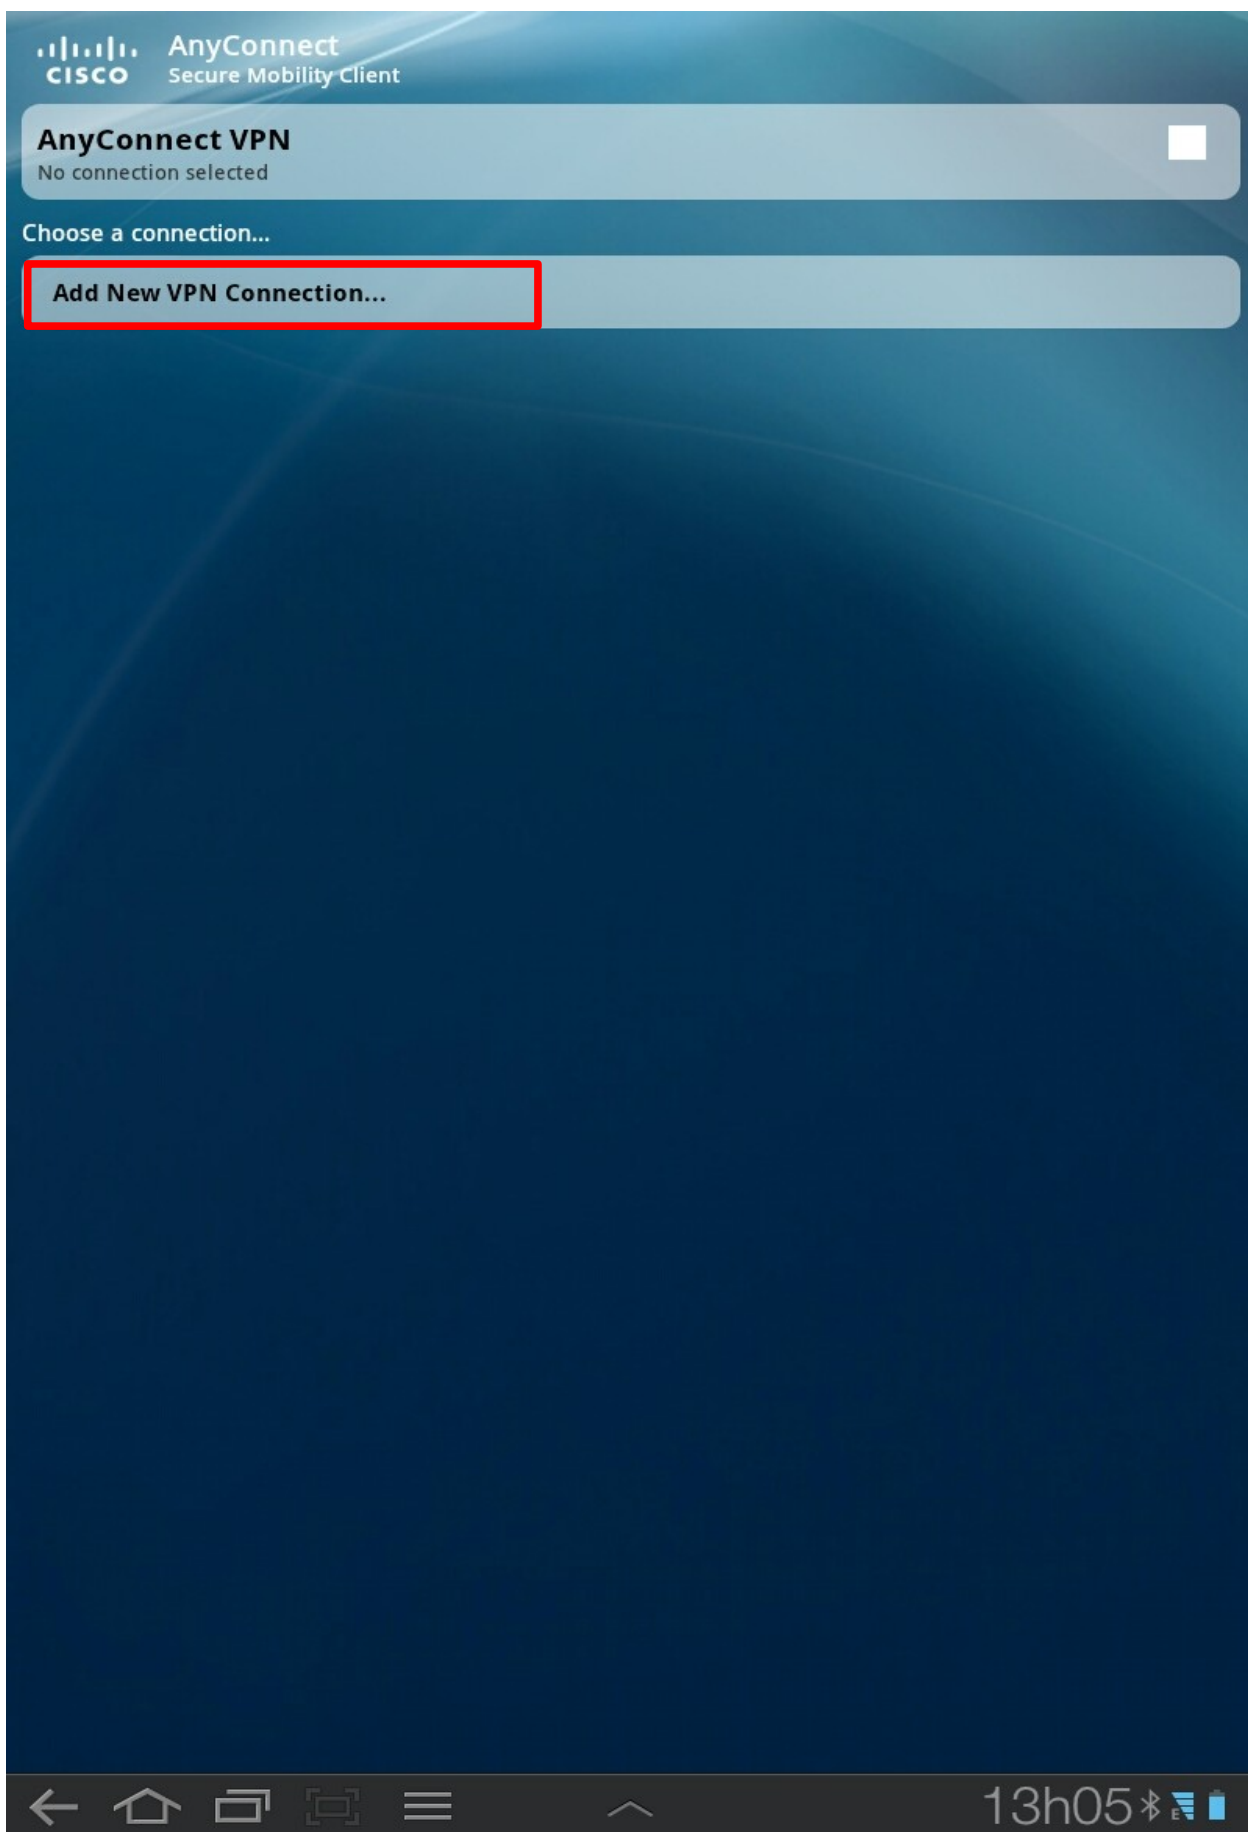 AnyConnect
CISCO
Secure Mobility Client
AnyConnect VPN
No connection selected
Choose a connection...
Add New VPN Connection...
13h05
E